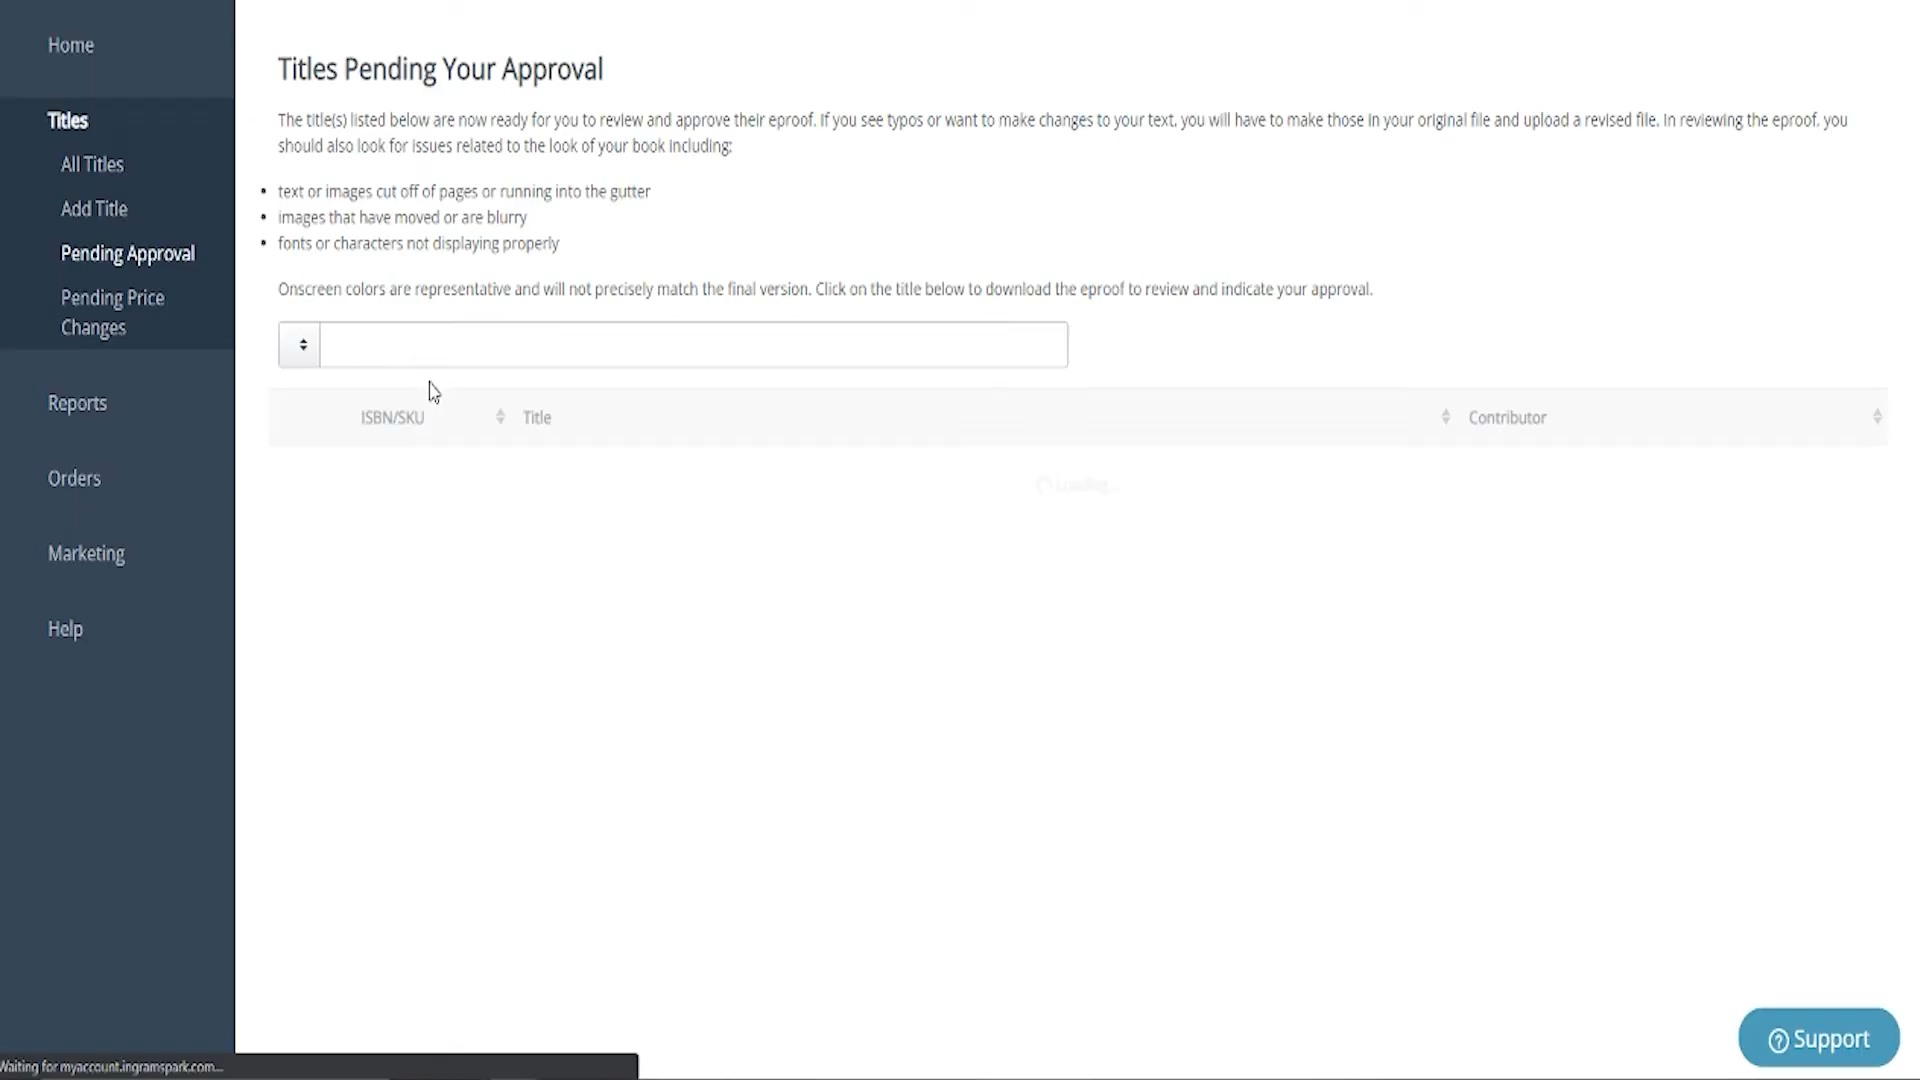 Home
Titles
All Titles
Add Title
Pending Approval
Pending Price
Changes
Reports
Orders
Marketing
Help
Titles Pending Your Approval
The title(s) listed below are now ready for you to review and approve their eproof. If you see typos or want to make changes to your text, you will have to make those in your original file and upload a revised file. In reviewing the eproof, you
should also look for issues related to the look of your book including:
• text or images cut off of pages or running into the gutter
• images that have moved or are blurry
• fonts or characters not displaying properly
Onscreen colors are representative and will not precisely match the final version. Click on the title below to download the eproof to review and indicate your approval.
ISBN/SKU Title Contributor
Loading...
Support
Waiting for myaccount.ingramspark.com...